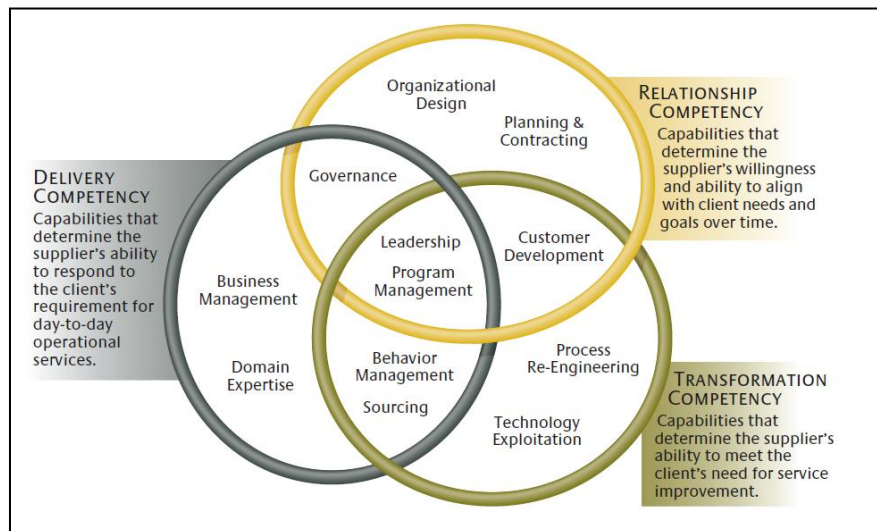 Organizational
Design
Planning &
Contracting
RELATIONSHIP
COMPETENCY
Capabilities that
determine the
supplier's willingness
and ability to align
with client needs and
goals over time.
DELIVERY
COMPETENCY
Capabilities that
determine the
supplier's ability
to respond to
the client's
requirement for
day-to-day
operational
services.
Governance
Leadership
Program
Management
Customer
Development
Business
Management
Domain
Expertise
Behavior
Management
Sourcing
Process
Re-Engineering
Technology
Exploitation
TRANSFORMATION
COMPETENCY
Capabilities that
determine the supplier's
ability to meet the
client's need for service
improvement.